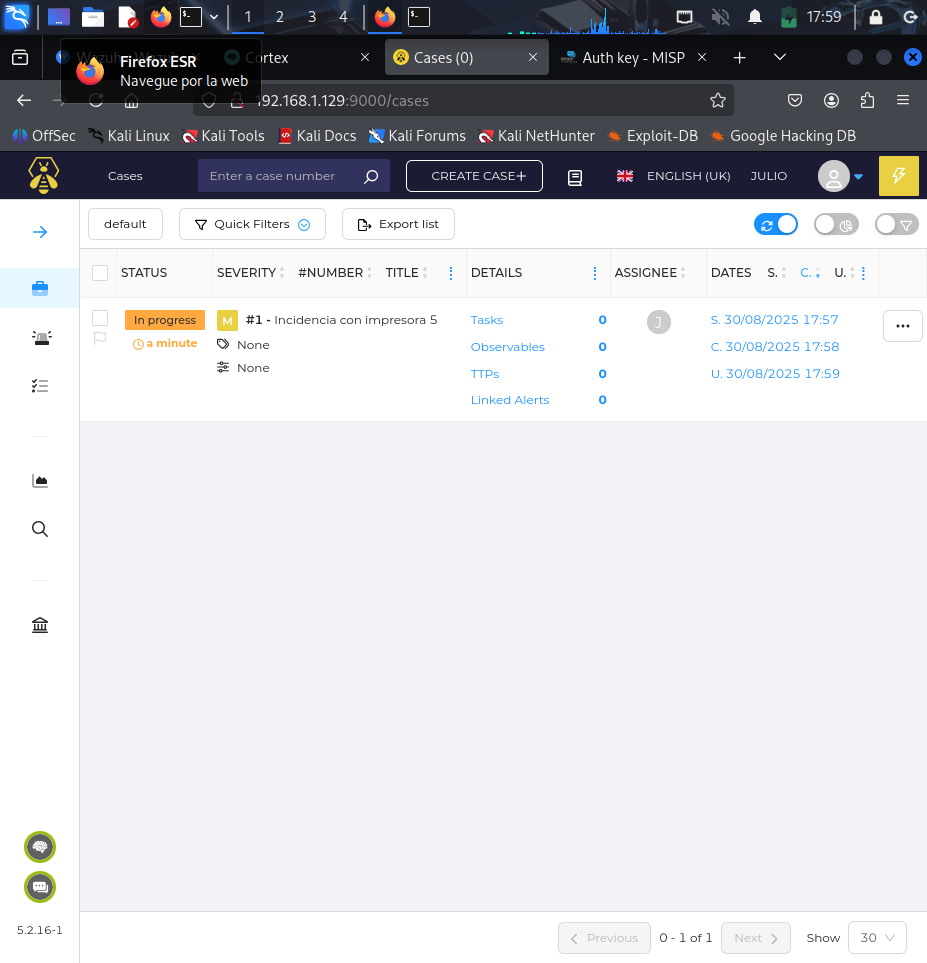 1 2 3 4 17:59
Cortex Cases (0) Auth key - MISP
Firefox ESR
Navegue por la web
192.168.1.129:9000/cases
OffSec Kali Linux Kali Tools Kali Docs Kali Forums Kali NetHunter Exploit-DB Google Hacking DB
Cases Enter a case number CREATE CASE+ ENGLISH (UK) JULIO
default Quick Filters Export list
STATUS SEVERITY #NUMBER TITLE DETAILS ASSIGNEE DATES S. C. U.
In progress M #1 - Incidencia con impresora 5 Tasks 0 J S. 30/08/2025 17:57
a minute None Observables 0 C. 30/08/2025 17:58
None TTPs 0 U. 30/08/2025 17:59
Linked Alerts 0
5.2.16-1
Previous 0 - 1 of 1 Next Show 30